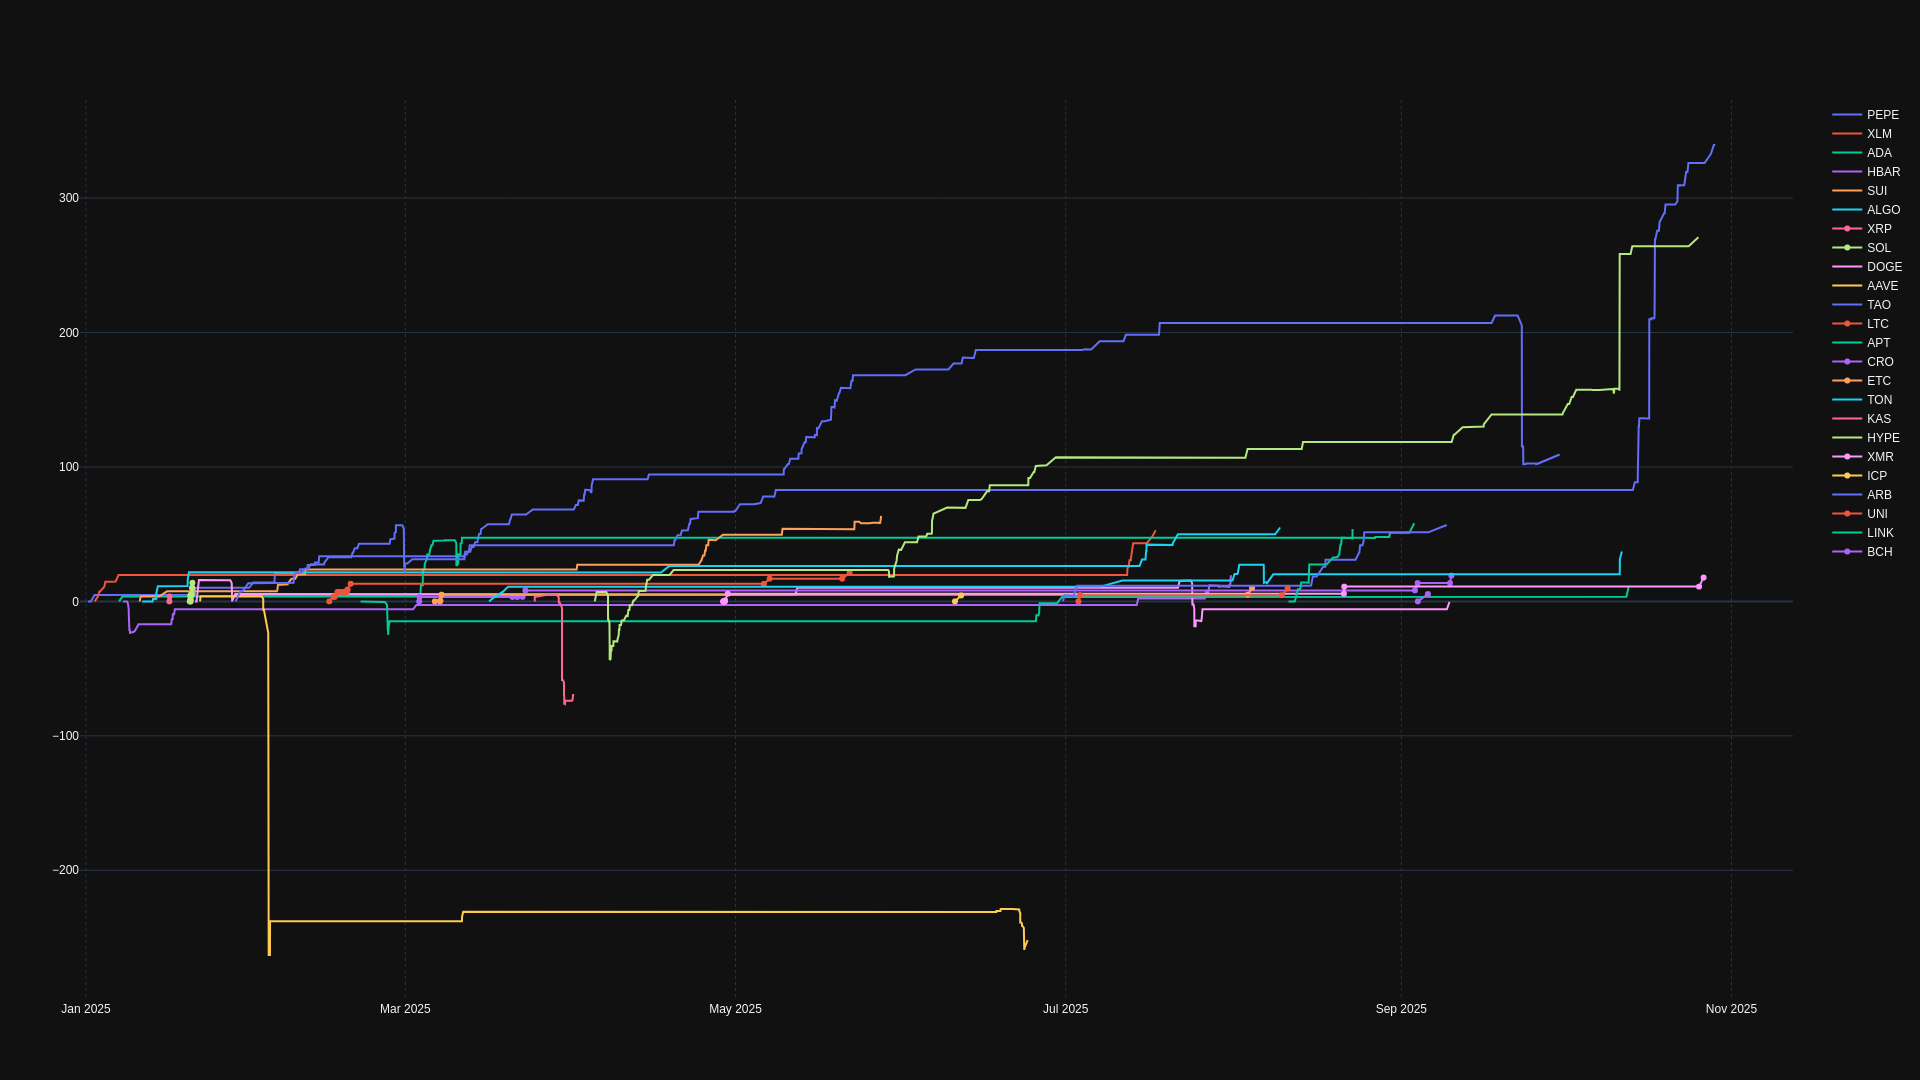 300
200
100
0
−100
−200
Jan 2025
Mar 2025
May 2025
Jul 2025
Sep 2025
Nov 2025
PEPE
XLM
ADA
HBAR
SUI
ALGO
XRP
SOL
DOGE
AAVE
TAO
LTC
APT
CRO
ETC
TON
KAS
HYPE
XMR
ICP
ARB
UNI
LINK
BCH